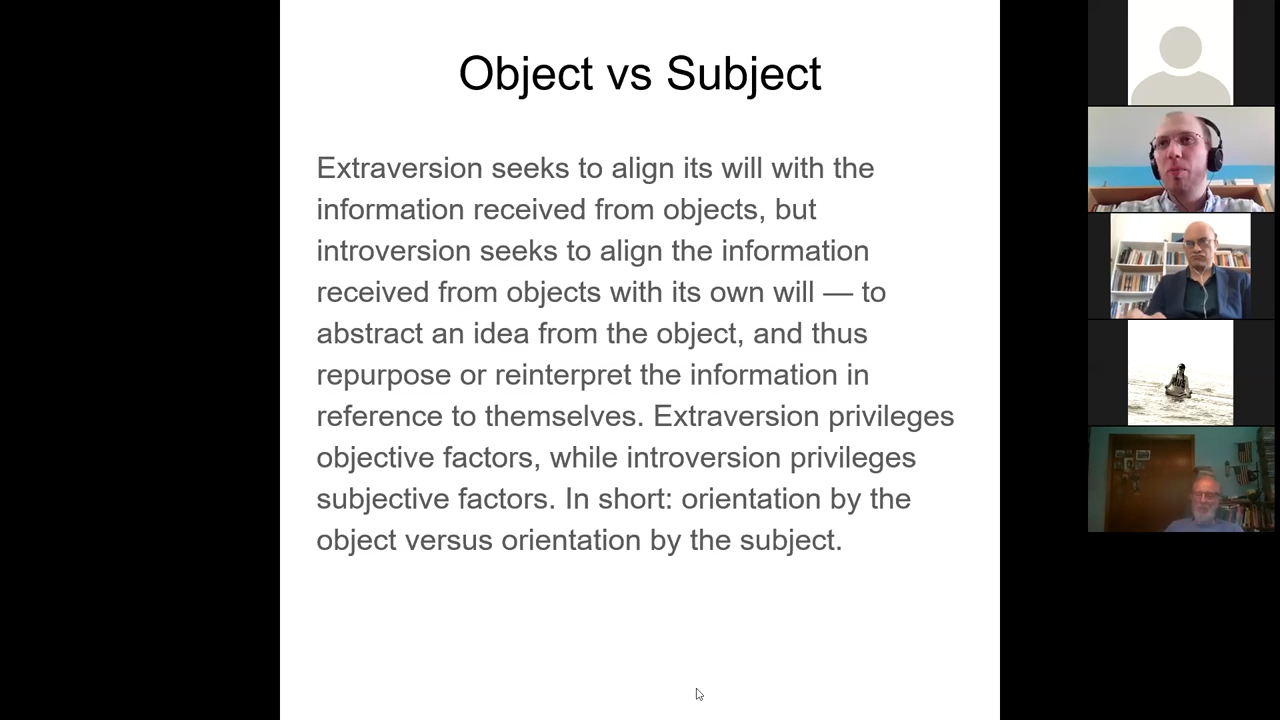 Object vs Subject
Extraversion seeks to align its will with the
information received from objects, but
introversion seeks to align the information
received from objects with its own will — to
abstract an idea from the object, and thus
repurpose or reinterpret the information in
reference to themselves. Extraversion privileges
objective factors, while introversion privileges
subjective factors. In short: orientation by the
object versus orientation by the subject.